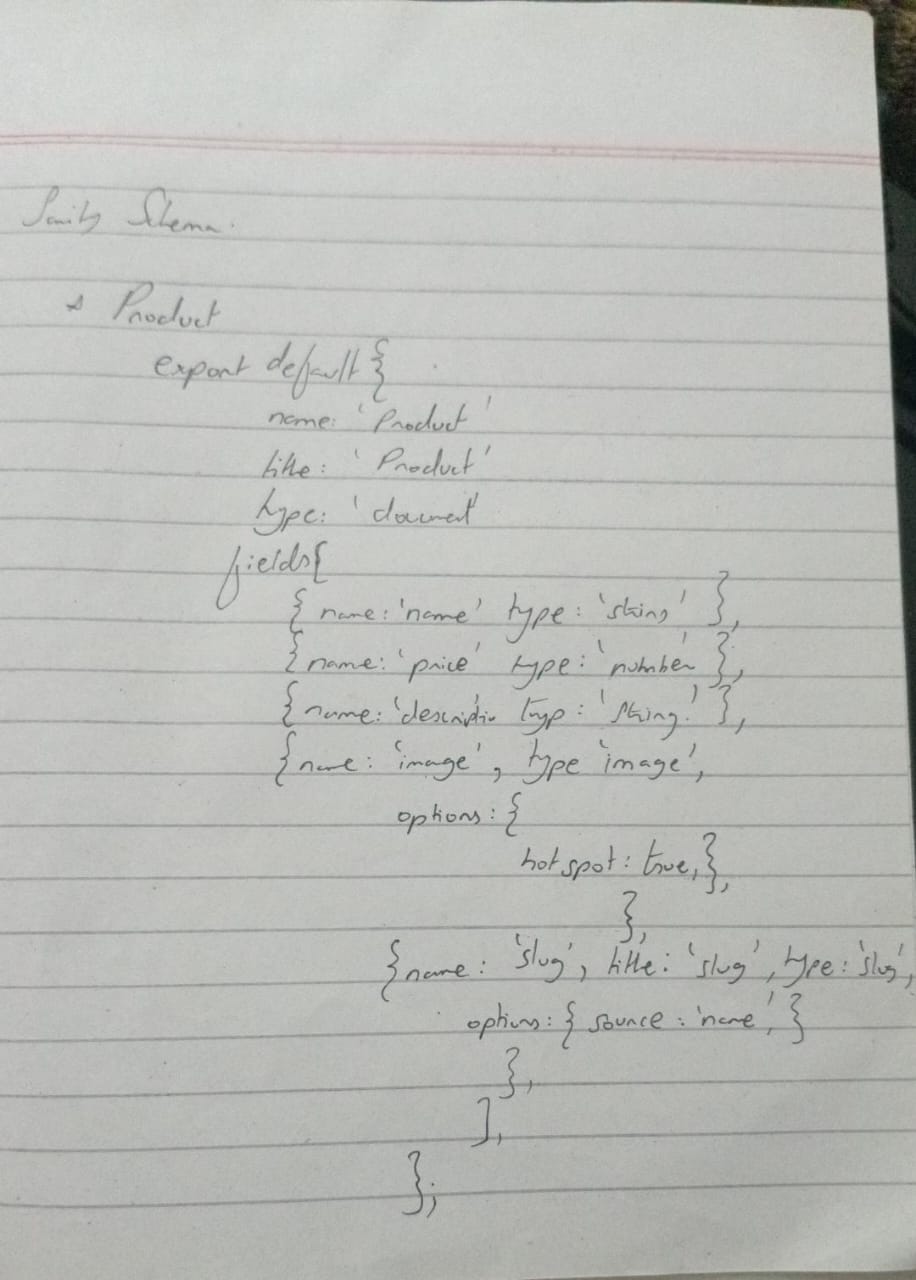 Sanity Schema.
* Product
export default {
name: 'Product'
title: 'Product'
type: 'document'
fields[
{ name: 'name' type: 'string' },
{ name: 'price' type: 'number' },
{ name: 'descriptio typ: 'string.' },
{ name: 'image', type 'image',
options: {
hotspot: true, },
},
{ name: 'slug', title: 'slug', type: 'slug',
options: { source: 'name', }
},
],
};